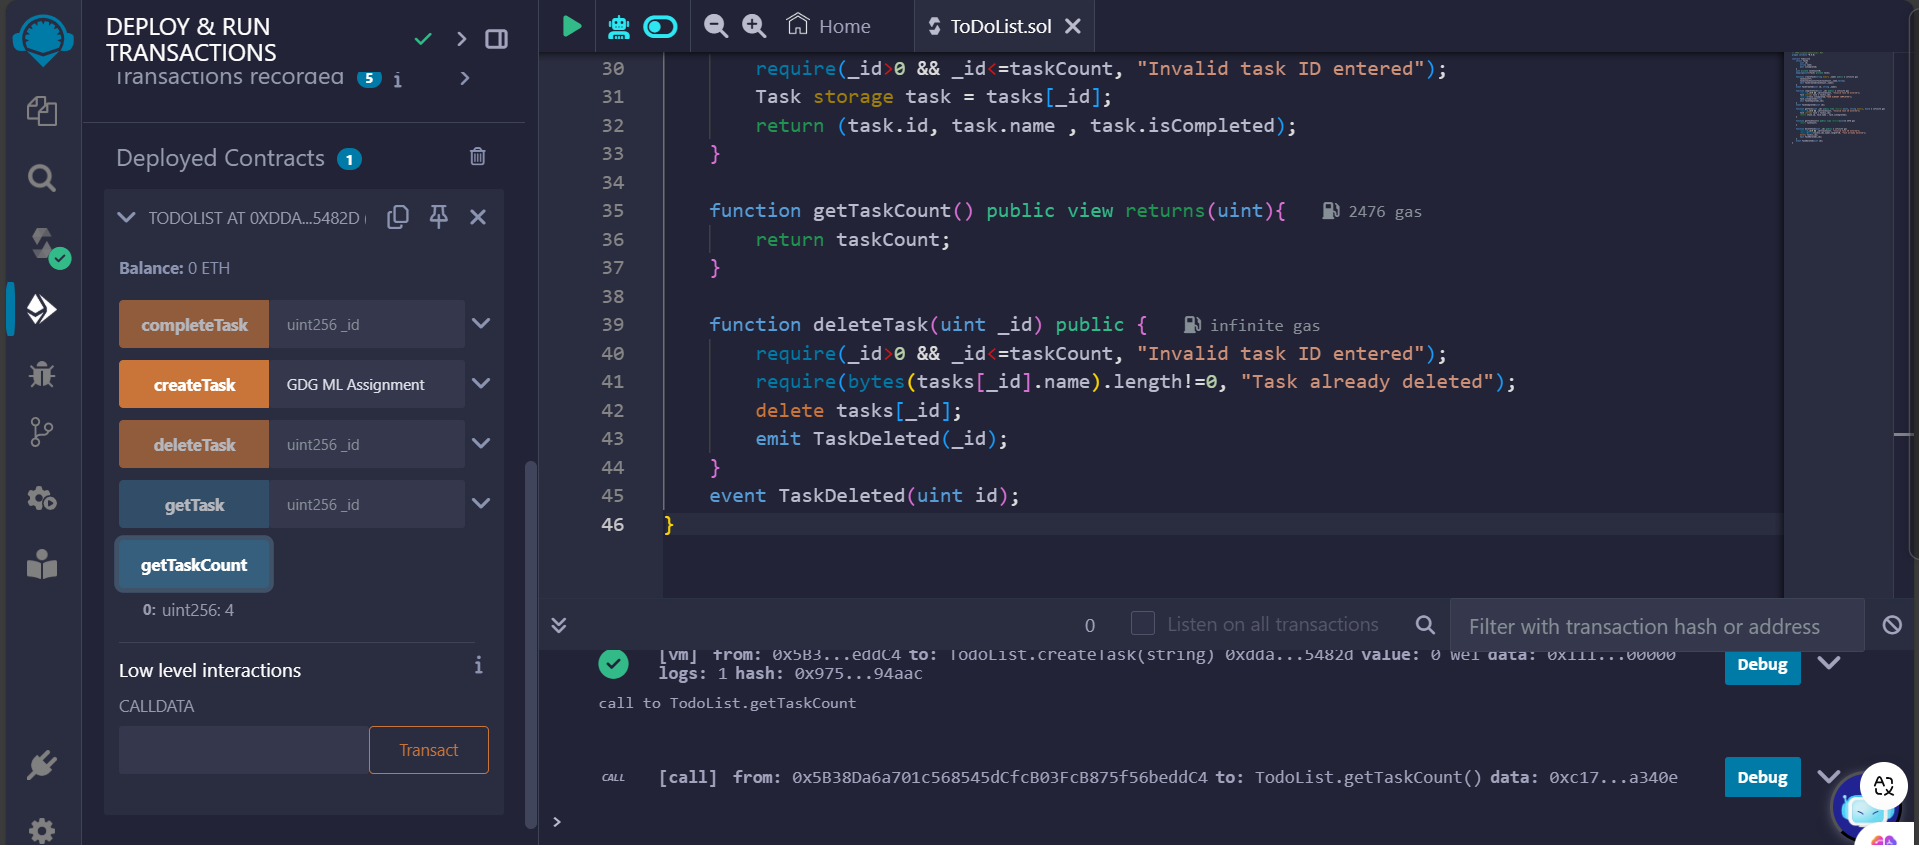 DEPLOY & RUN
TRANSACTIONS
Transactions recorded 5 i
Deployed Contracts 1
TODOLIST AT 0XDDA...5482D (
Balance: 0 ETH
completeTask uint256 _id
createTask GDG ML Assignment
deleteTask uint256 _id
getTask uint256 _id
getTaskCount
0: uint256: 4
Low level interactions i
CALLDATA
Transact
Home
ToDoList.sol
30 require(_id>0 && _id<=taskCount, "Invalid task ID entered");
31 Task storage task = tasks[_id];
32 return (task.id, task.name , task.isCompleted);
33 }
34
35 function getTaskCount() public view returns(uint){ 2476 gas
36 return taskCount;
37 }
38
39 function deleteTask(uint _id) public { infinite gas
40 require(_id>0 && _id<=taskCount, "Invalid task ID entered");
41 require(bytes(tasks[_id].name).length!=0, "Task already deleted");
42 delete tasks[_id];
43 emit TaskDeleted(_id);
44 }
45 event TaskDeleted(uint id);
46 }
0 Listen on all transactions Filter with transaction hash or address
[vm] from: 0x5B3...eddC4 to: TodoList.createTask(string) 0xdda...5482d value: 0 wei data: 0x111...00000
logs: 1 hash: 0x975...94aac
Debug
call to TodoList.getTaskCount
CALL [call] from: 0x5B38Da6a701c568545dCfcB03FcB875f56beddC4 to: TodoList.getTaskCount() data: 0xc17...a340e
Debug
>